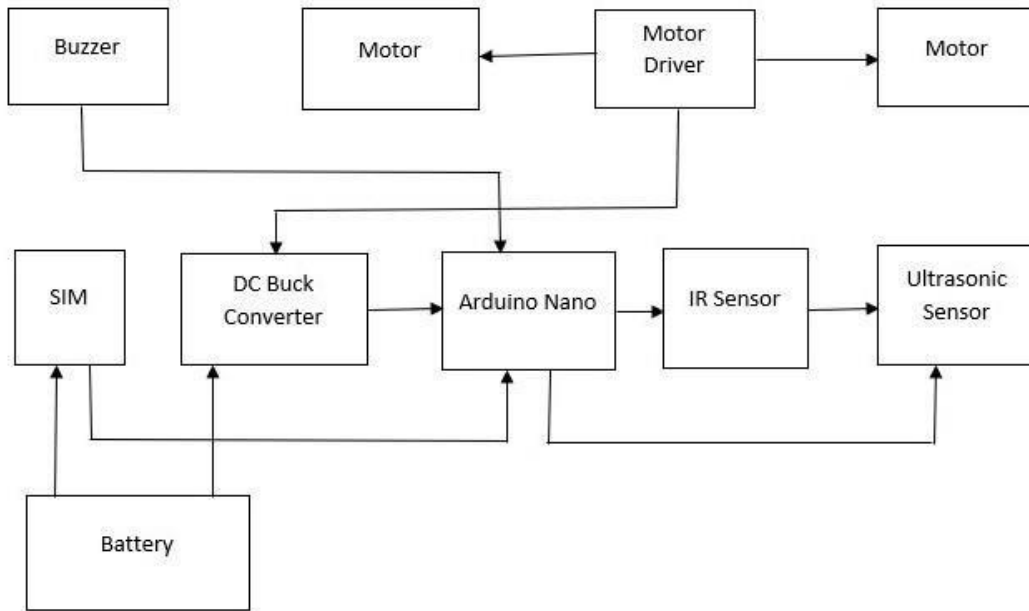 Buzzer
Motor
Motor
Driver
Motor
SIM
DC Buck
Converter
Arduino Nano
IR Sensor
Ultrasonic
Sensor
Battery